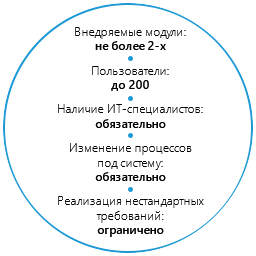 Внедряемые модули:
не более 2-х
Пользователи:
до 200
Наличие ИТ-специалистов:
обязательно
Изменение процессов
под систему:
обязательно
Реализация нестандартных
требований:
ограничено